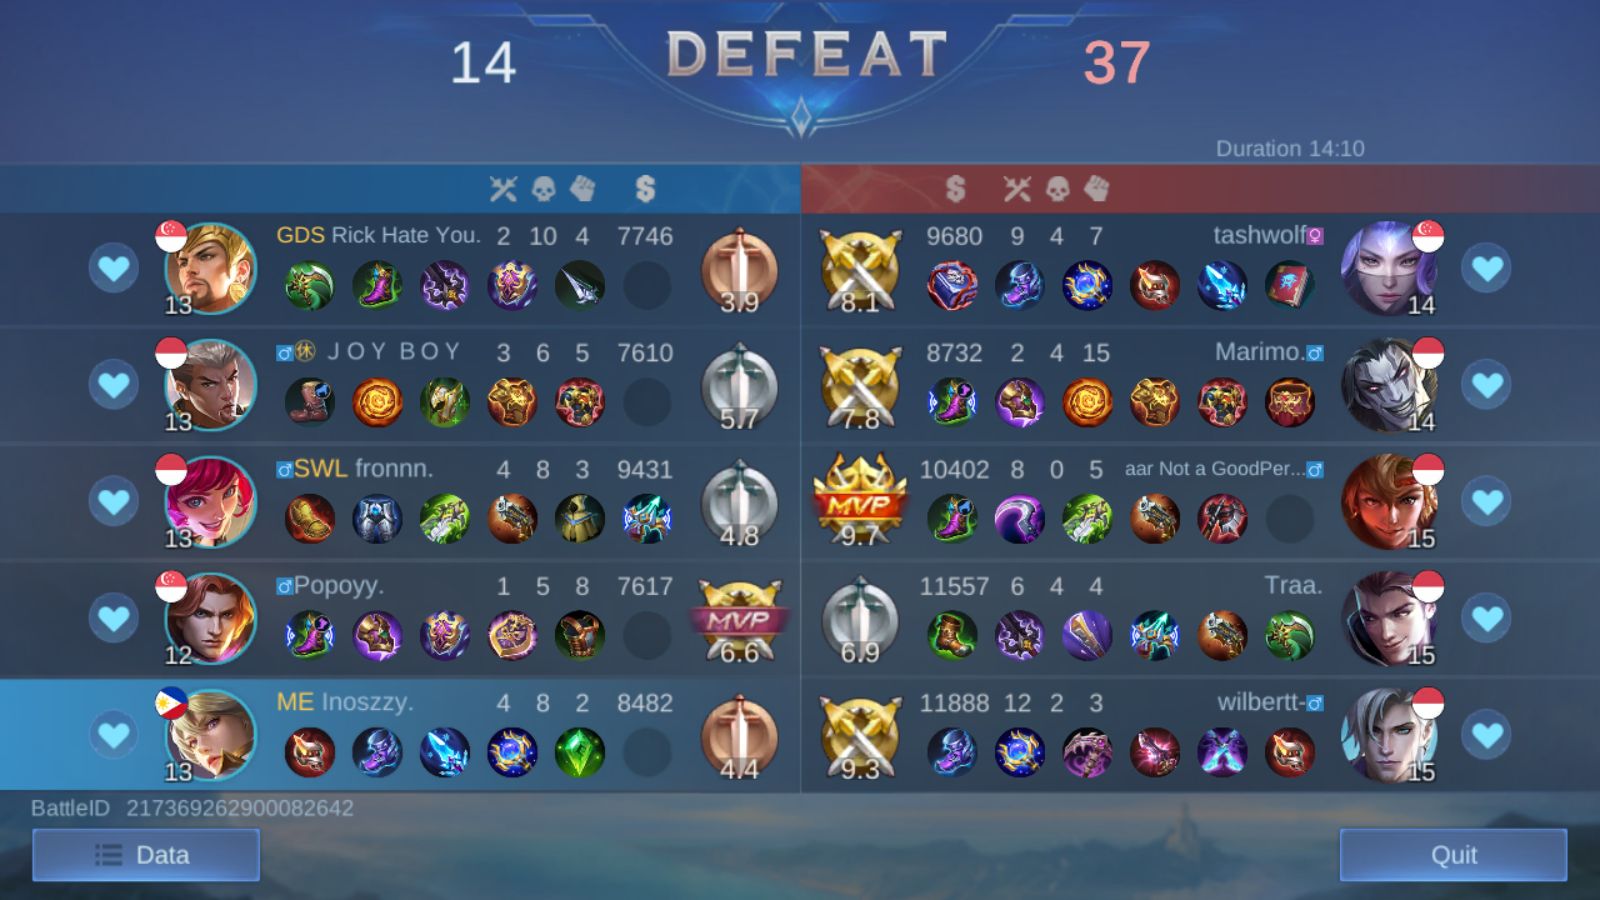 14 DEFEAT 37
Duration 14:10
GDS Rick Hate You. 2 10 4 7746
13 3.9
9680 9 4 7 tashwolf
8.1 14
休 J O Y B O Y 3 6 5 7610
13 5.7
8732 2 4 15 Marimo.
7.8 14
SWL fronnn. 4 8 3 9431
13 4.8
10402 8 0 5 aar Not a GoodPer...
MVP 9.7 15
Popoyy. 1 5 8 7617
12 MVP 6.6
11557 6 4 4 Traa.
6.9 15
ME Inoszzy. 4 8 2 8482
13 4.4
11888 12 2 3 wilbertt-
9.3 15
BattleID 217369262900082642
Data
Quit